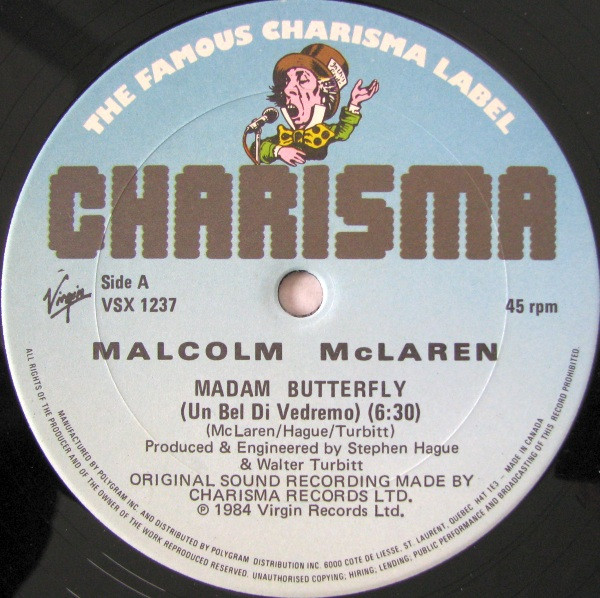 THE FAMOUS CHARISMA LABEL
CHARISMA
Virgin
Side A
VSX 1237
45 rpm
MALCOLM McLAREN
MADAM BUTTERFLY
(Un Bel Di Vedremo) (6:30)
(McLaren/Hague/Turbitt)
Produced & Engineered by Stephen Hague
& Walter Turbitt
ORIGINAL SOUND RECORDING MADE BY
CHARISMA RECORDS LTD.
℗ 1984 Virgin Records Ltd.
MANUFACTURED BY POLYGRAM INC. AND DISTRIBUTED BY POLYGRAM DISTRIBUTION INC. 6000 COTE DE LIESSE, ST. LAURENT, QUEBEC H4T 1E3 — MADE IN CANADA
ALL RIGHTS OF THE PRODUCER AND OF THE OWNER OF THE WORK REPRODUCED RESERVED. UNAUTHORISED COPYING; HIRING; LENDING; PUBLIC PERFORMANCE AND BROADCASTING OF THIS RECORD PROHIBITED.